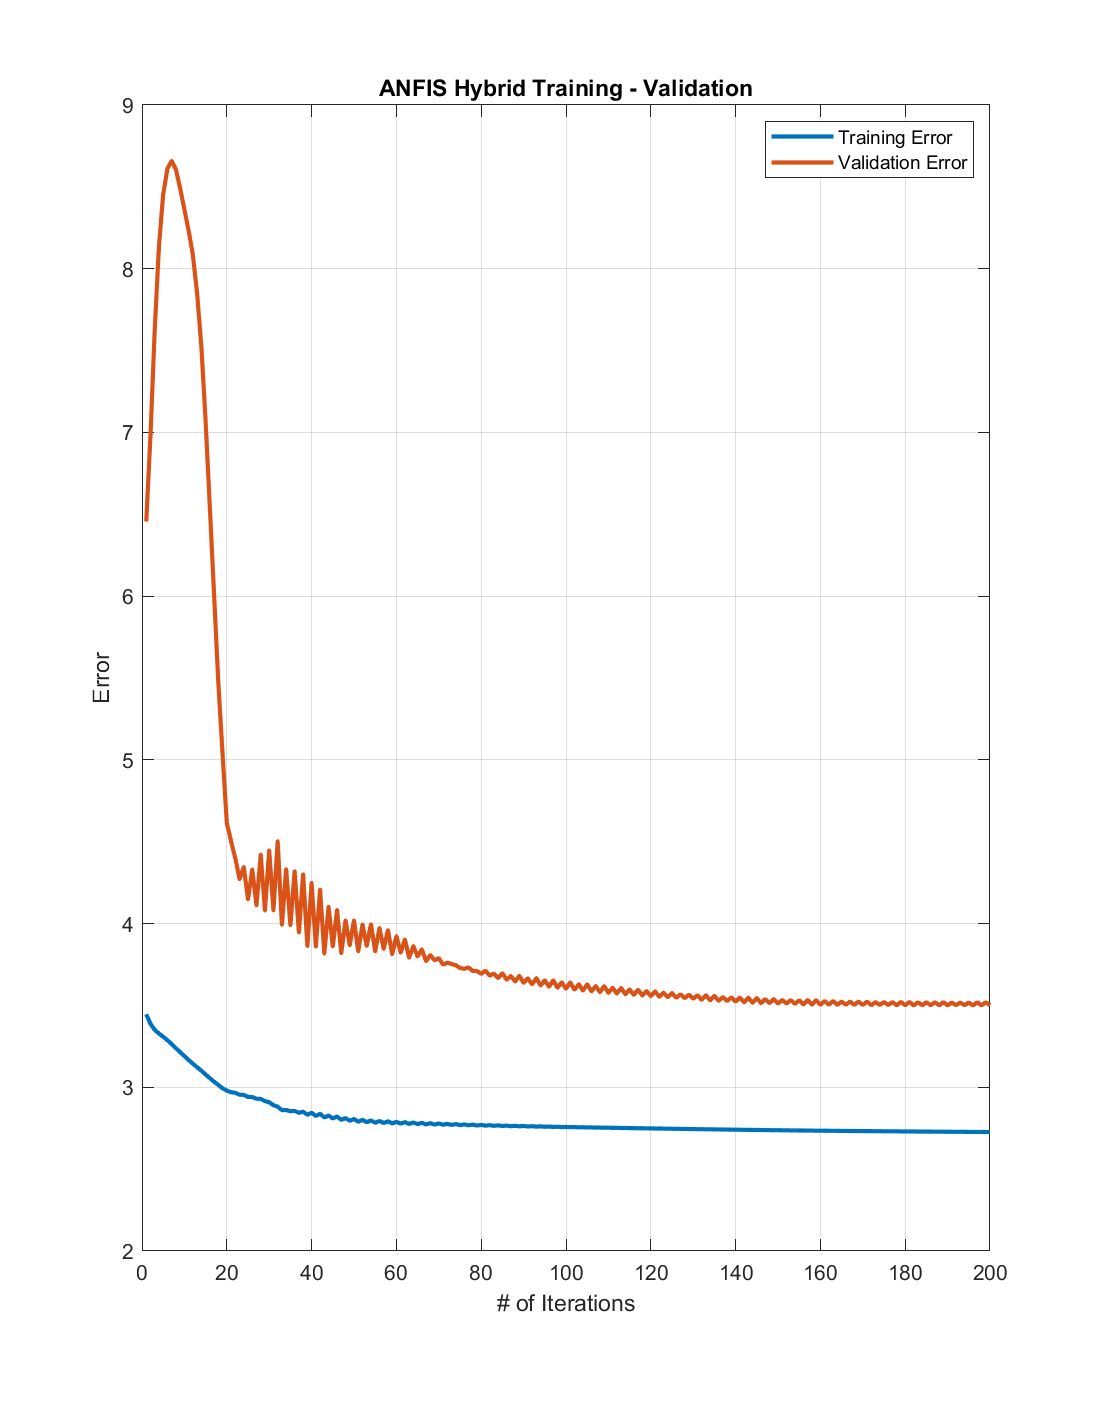 ANFIS Hybrid Training - Validation
9
Training Error
Validation Error
8
7
6
Error
5
4
3
2
0 20 40 60 80 100 120 140 160 180 200
# of Iterations